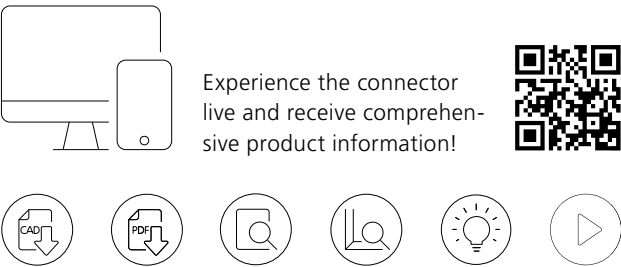 Experience the connector
live and receive comprehen-
sive product information!
CAD
PDF